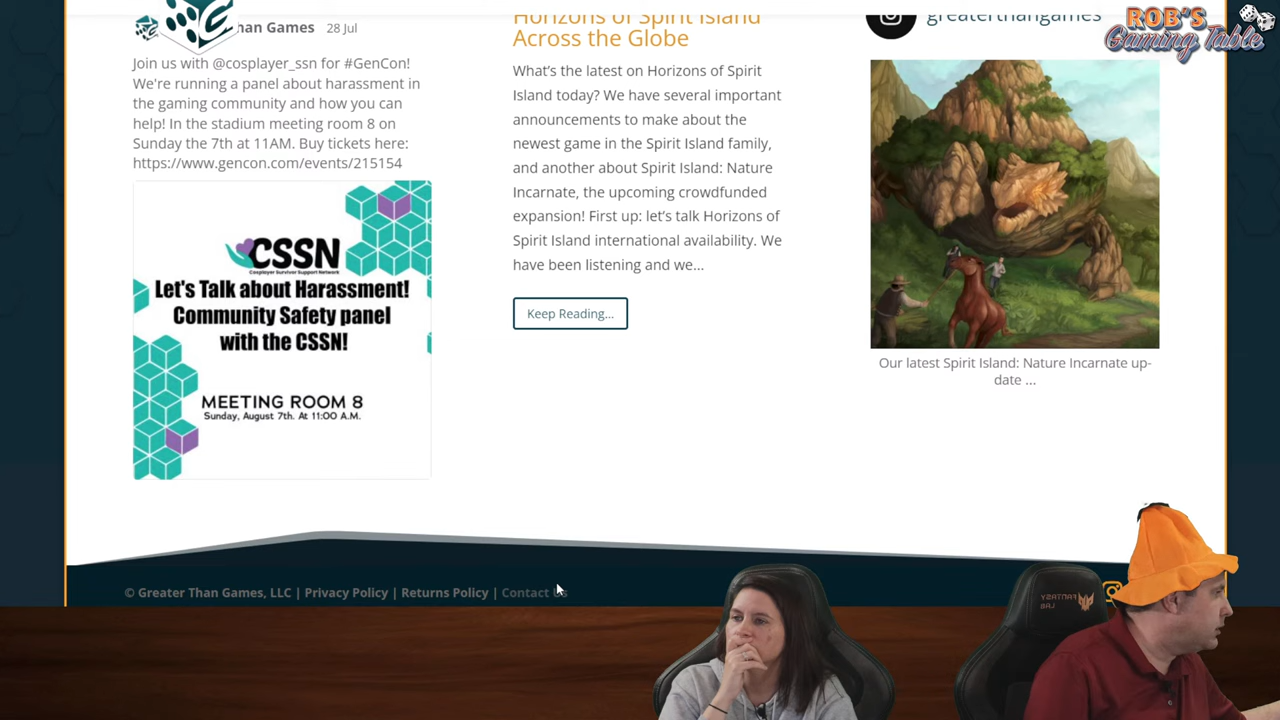 han Games 28 Jul
Join us with @cosplayer_ssn for #GenCon!
We're running a panel about harassment in
the gaming community and how you can
help! In the stadium meeting room 8 on
Sunday the 7th at 11AM. Buy tickets here:
https://www.gencon.com/events/215154
CSSN
Cosplayer Survivor Support Network
Let's Talk about Harassment!
Community Safety panel
with the CSSN!
MEETING ROOM 8
Sunday, August 7th. At 11:00 A.M.
Horizons of Spirit Island
Across the Globe
What's the latest on Horizons of Spirit
Island today? We have several important
announcements to make about the
newest game in the Spirit Island family,
and another about Spirit Island: Nature
Incarnate, the upcoming crowdfunded
expansion! First up: let's talk Horizons of
Spirit Island international availability. We
have been listening and we...
Keep Reading...
greaterthangames
Our latest Spirit Island: Nature Incarnate up-
date ...
ROB'S
Gaming Table
© Greater Than Games, LLC | Privacy Policy | Returns Policy | Contact Us
FANTASY
LAB